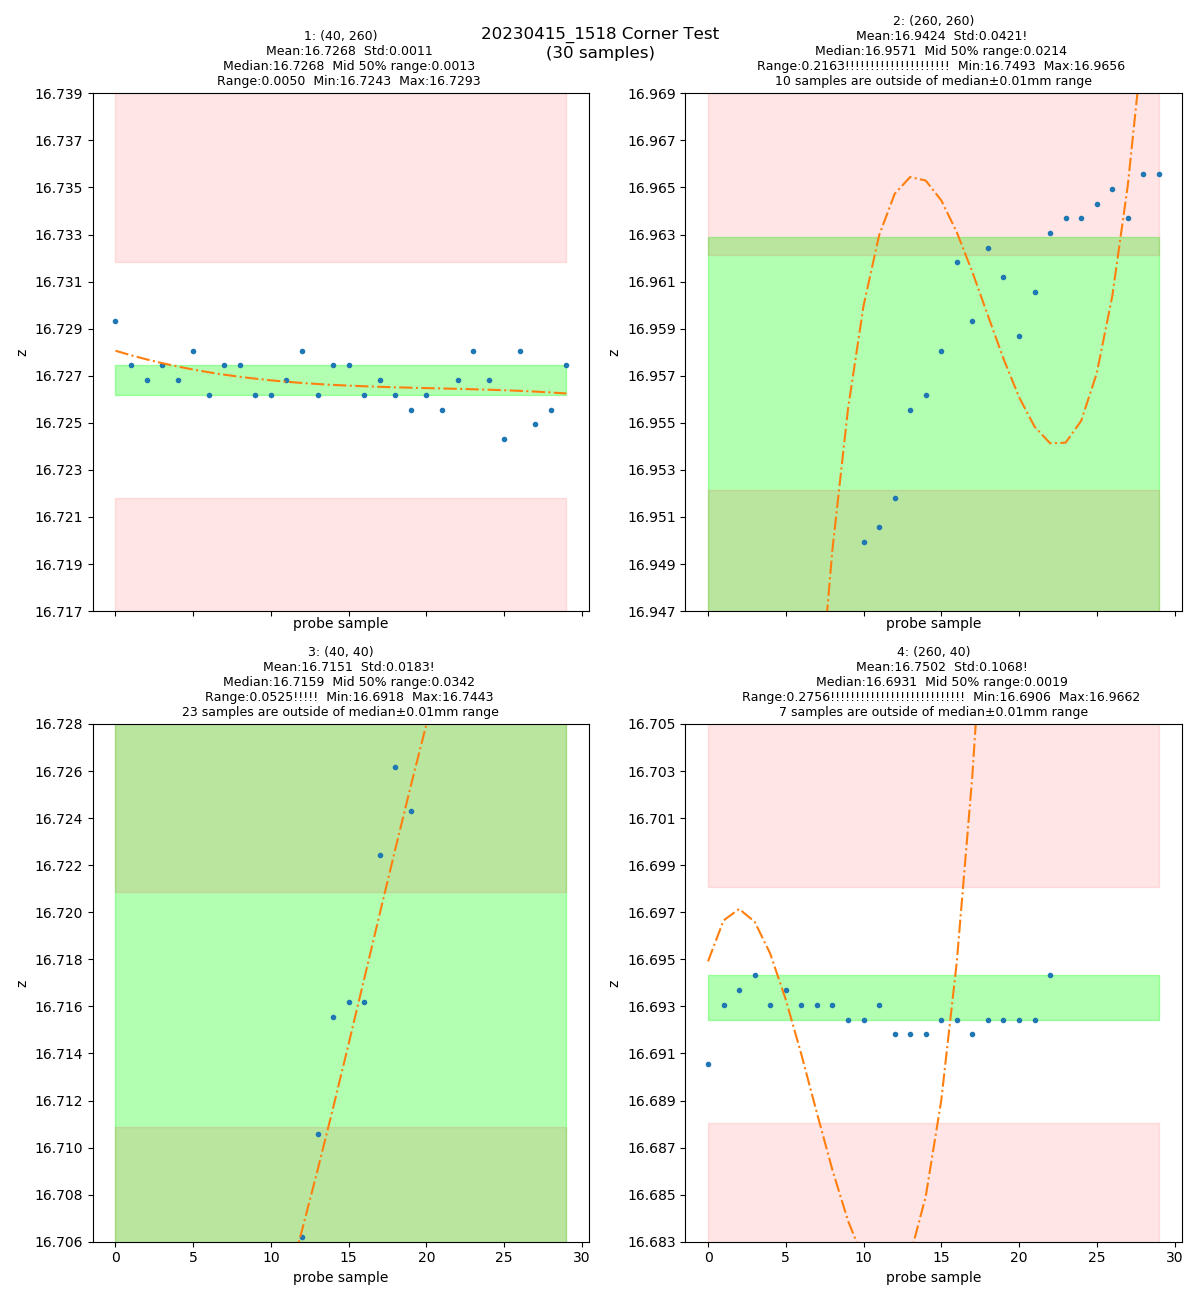 20230415_1518 Corner Test
(30 samples)
1: (40, 260)
Mean:16.7268  Std:0.0011
Median:16.7268  Mid 50% range:0.0013
Range:0.0050  Min:16.7243  Max:16.7293
16.739
16.737
16.735
16.733
16.731
16.729
16.727
16.725
16.723
16.721
16.719
16.717
z
probe sample
2: (260, 260)
Mean:16.9424  Std:0.0421!
Median:16.9571  Mid 50% range:0.0214
Range:0.2163!!!!!!!!!!!!!!!!!!!!!  Min:16.7493  Max:16.9656
10 samples are outside of median±0.01mm range
16.969
16.967
16.965
16.963
16.961
16.959
16.957
16.955
16.953
16.951
16.949
16.947
z
probe sample
3: (40, 40)
Mean:16.7151  Std:0.0183!
Median:16.7159  Mid 50% range:0.0342
Range:0.0525!!!!!  Min:16.6918  Max:16.7443
23 samples are outside of median±0.01mm range
16.728
16.726
16.724
16.722
16.720
16.718
16.716
16.714
16.712
16.710
16.708
16.706
z
0 5 10 15 20 25 30
probe sample
4: (260, 40)
Mean:16.7502  Std:0.1068!
Median:16.6931  Mid 50% range:0.0019
Range:0.2756!!!!!!!!!!!!!!!!!!!!!!!!!!!  Min:16.6906  Max:16.9662
7 samples are outside of median±0.01mm range
16.705
16.703
16.701
16.699
16.697
16.695
16.693
16.691
16.689
16.687
16.685
16.683
z
0 5 10 15 20 25 30
probe sample